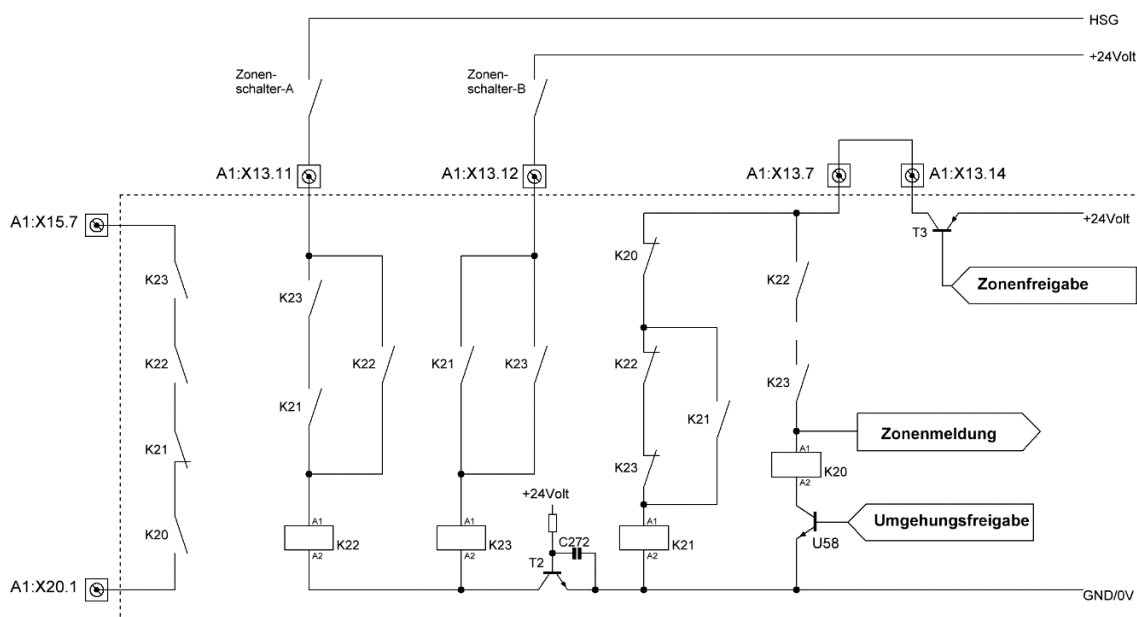 HSG
+24Volt
Zonen-
schalter-A
Zonen-
schalter-B
A1:X13.11
A1:X13.12
A1:X13.7
A1:X13.14
A1:X15.7
+24Volt
T3
K20
K22
Zonenfreigabe
K23
K23
K22
K22
K21
K23
K22
K21
K23
K21
K21
Zonenmeldung
K21
K23
A1
K20
A2
+24Volt
K20
A1
K22
A2
A1
K23
A2
C272
T2
A1
K21
A2
Umgehungsfreigabe
U58
A1:X20.1
GND/0V